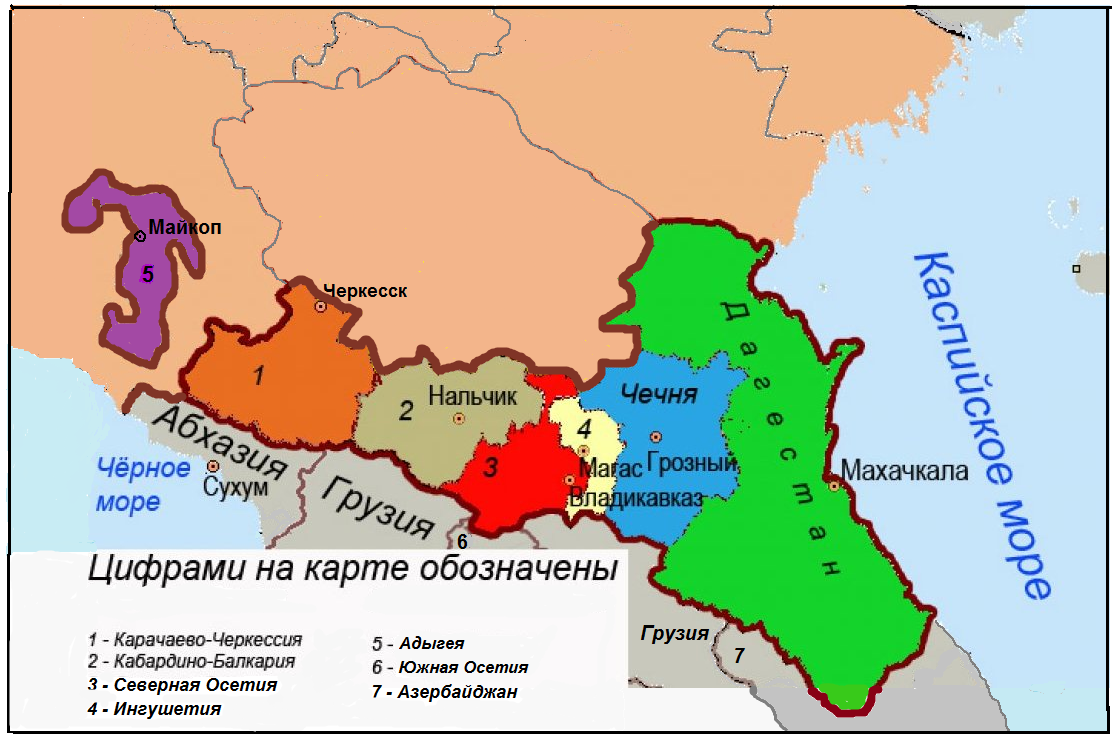 Майкоп
5
Черкесск
1
2
Нальчик
3
4
Чечня
Магас
Грозный
Владикавказ
Дагестан
Махачкала
Каспийское море
Абхазия
Сухум
Чёрное
море
Грузия
6
Грузия
7
Цифрами на карте обозначены
1 - Карачаево-Черкессия
2 - Кабардино-Балкария
3 - Северная Осетия
4 - Ингушетия
5 - Адыгея
6 - Южная Осетия
7 - Азербайджан